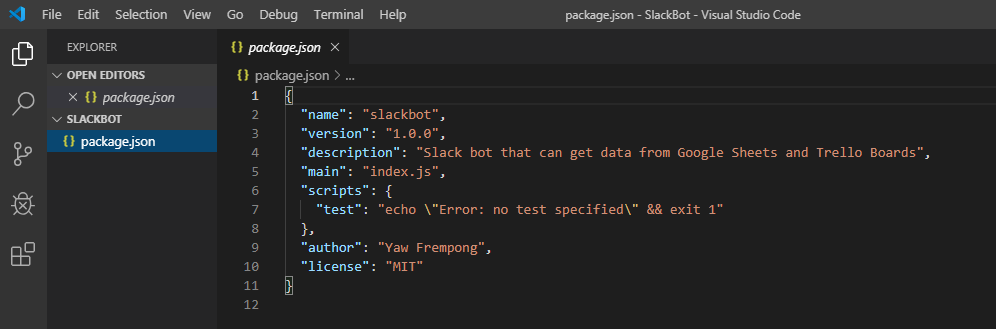 File Edit Selection View Go Debug Terminal Help package.json - SlackBot - Visual Studio Code
EXPLORER
OPEN EDITORS
{} package.json
SLACKBOT
{} package.json
{} package.json
{} package.json > ...
1 {
2 "name": "slackbot",
3 "version": "1.0.0",
4 "description": "Slack bot that can get data from Google Sheets and Trello Boards",
5 "main": "index.js",
6 "scripts": {
7 "test": "echo \"Error: no test specified\" && exit 1"
8 },
9 "author": "Yaw Frempong",
10 "license": "MIT"
11 }
12